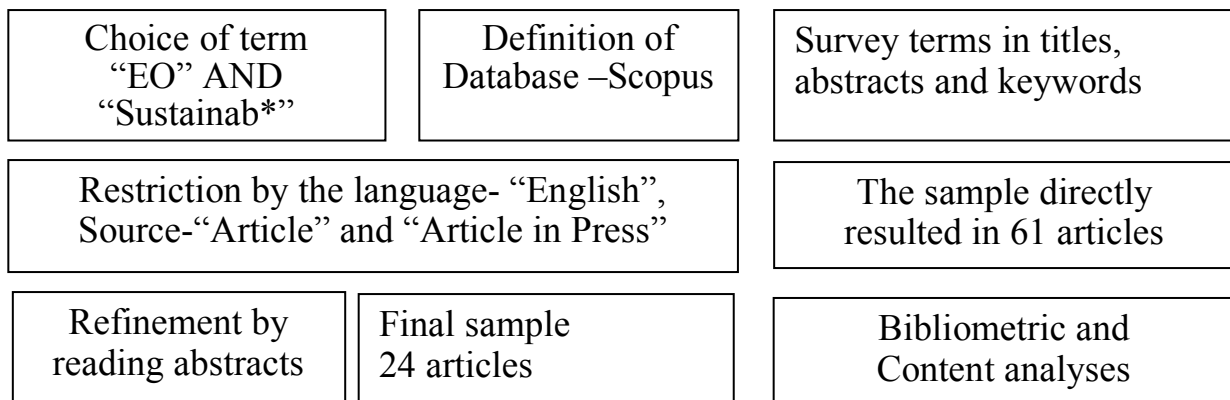 Choice of term
“EO” AND
“Sustainab*”
Definition of
Database –Scopus
Survey terms in titles,
abstracts and keywords
Restriction by the language- “English”,
Source-“Article” and “Article in Press”
The sample directly
resulted in 61 articles
Refinement by
reading abstracts
Final sample
24 articles
Bibliometric and
Content analyses